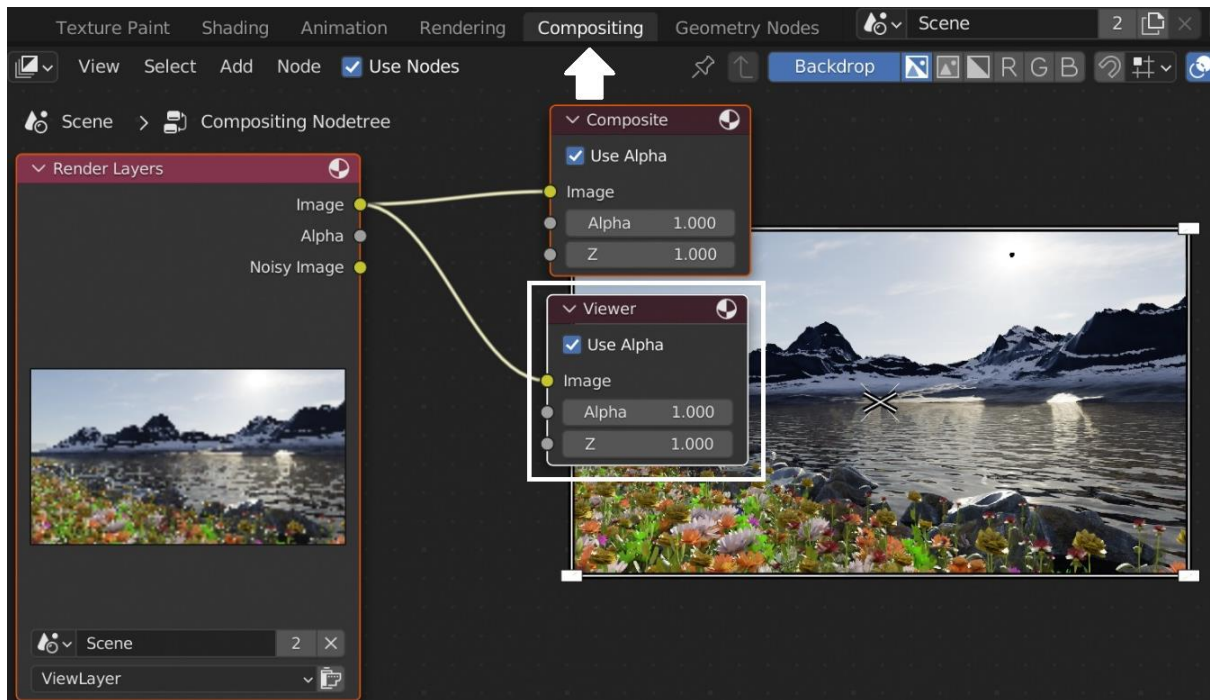 Texture Paint Shading Animation Rendering Compositing Geometry Nodes Scene 2
View Select Add Node Use Nodes Backdrop R G B
Scene > Compositing Nodetree
Composite
Use Alpha
Image
Alpha 1.000
Z 1.000
Render Layers
Image
Alpha
Noisy Image
Viewer
Use Alpha
Image
Alpha 1.000
Z 1.000
Scene 2
ViewLayer